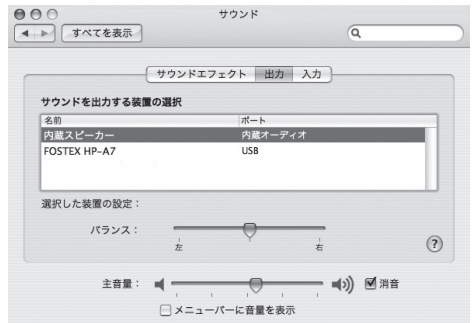 サウンド
すべてを表示
サウンドエフェクト 出力 入力
サウンドを出力する装置の選択
名前 ポート
内蔵スピーカー 内蔵オーディオ
FOSTEX HP-A7 USB
選択した装置の設定：
バランス：
左 右
?
主音量： 消音
メニューバーに音量を表示